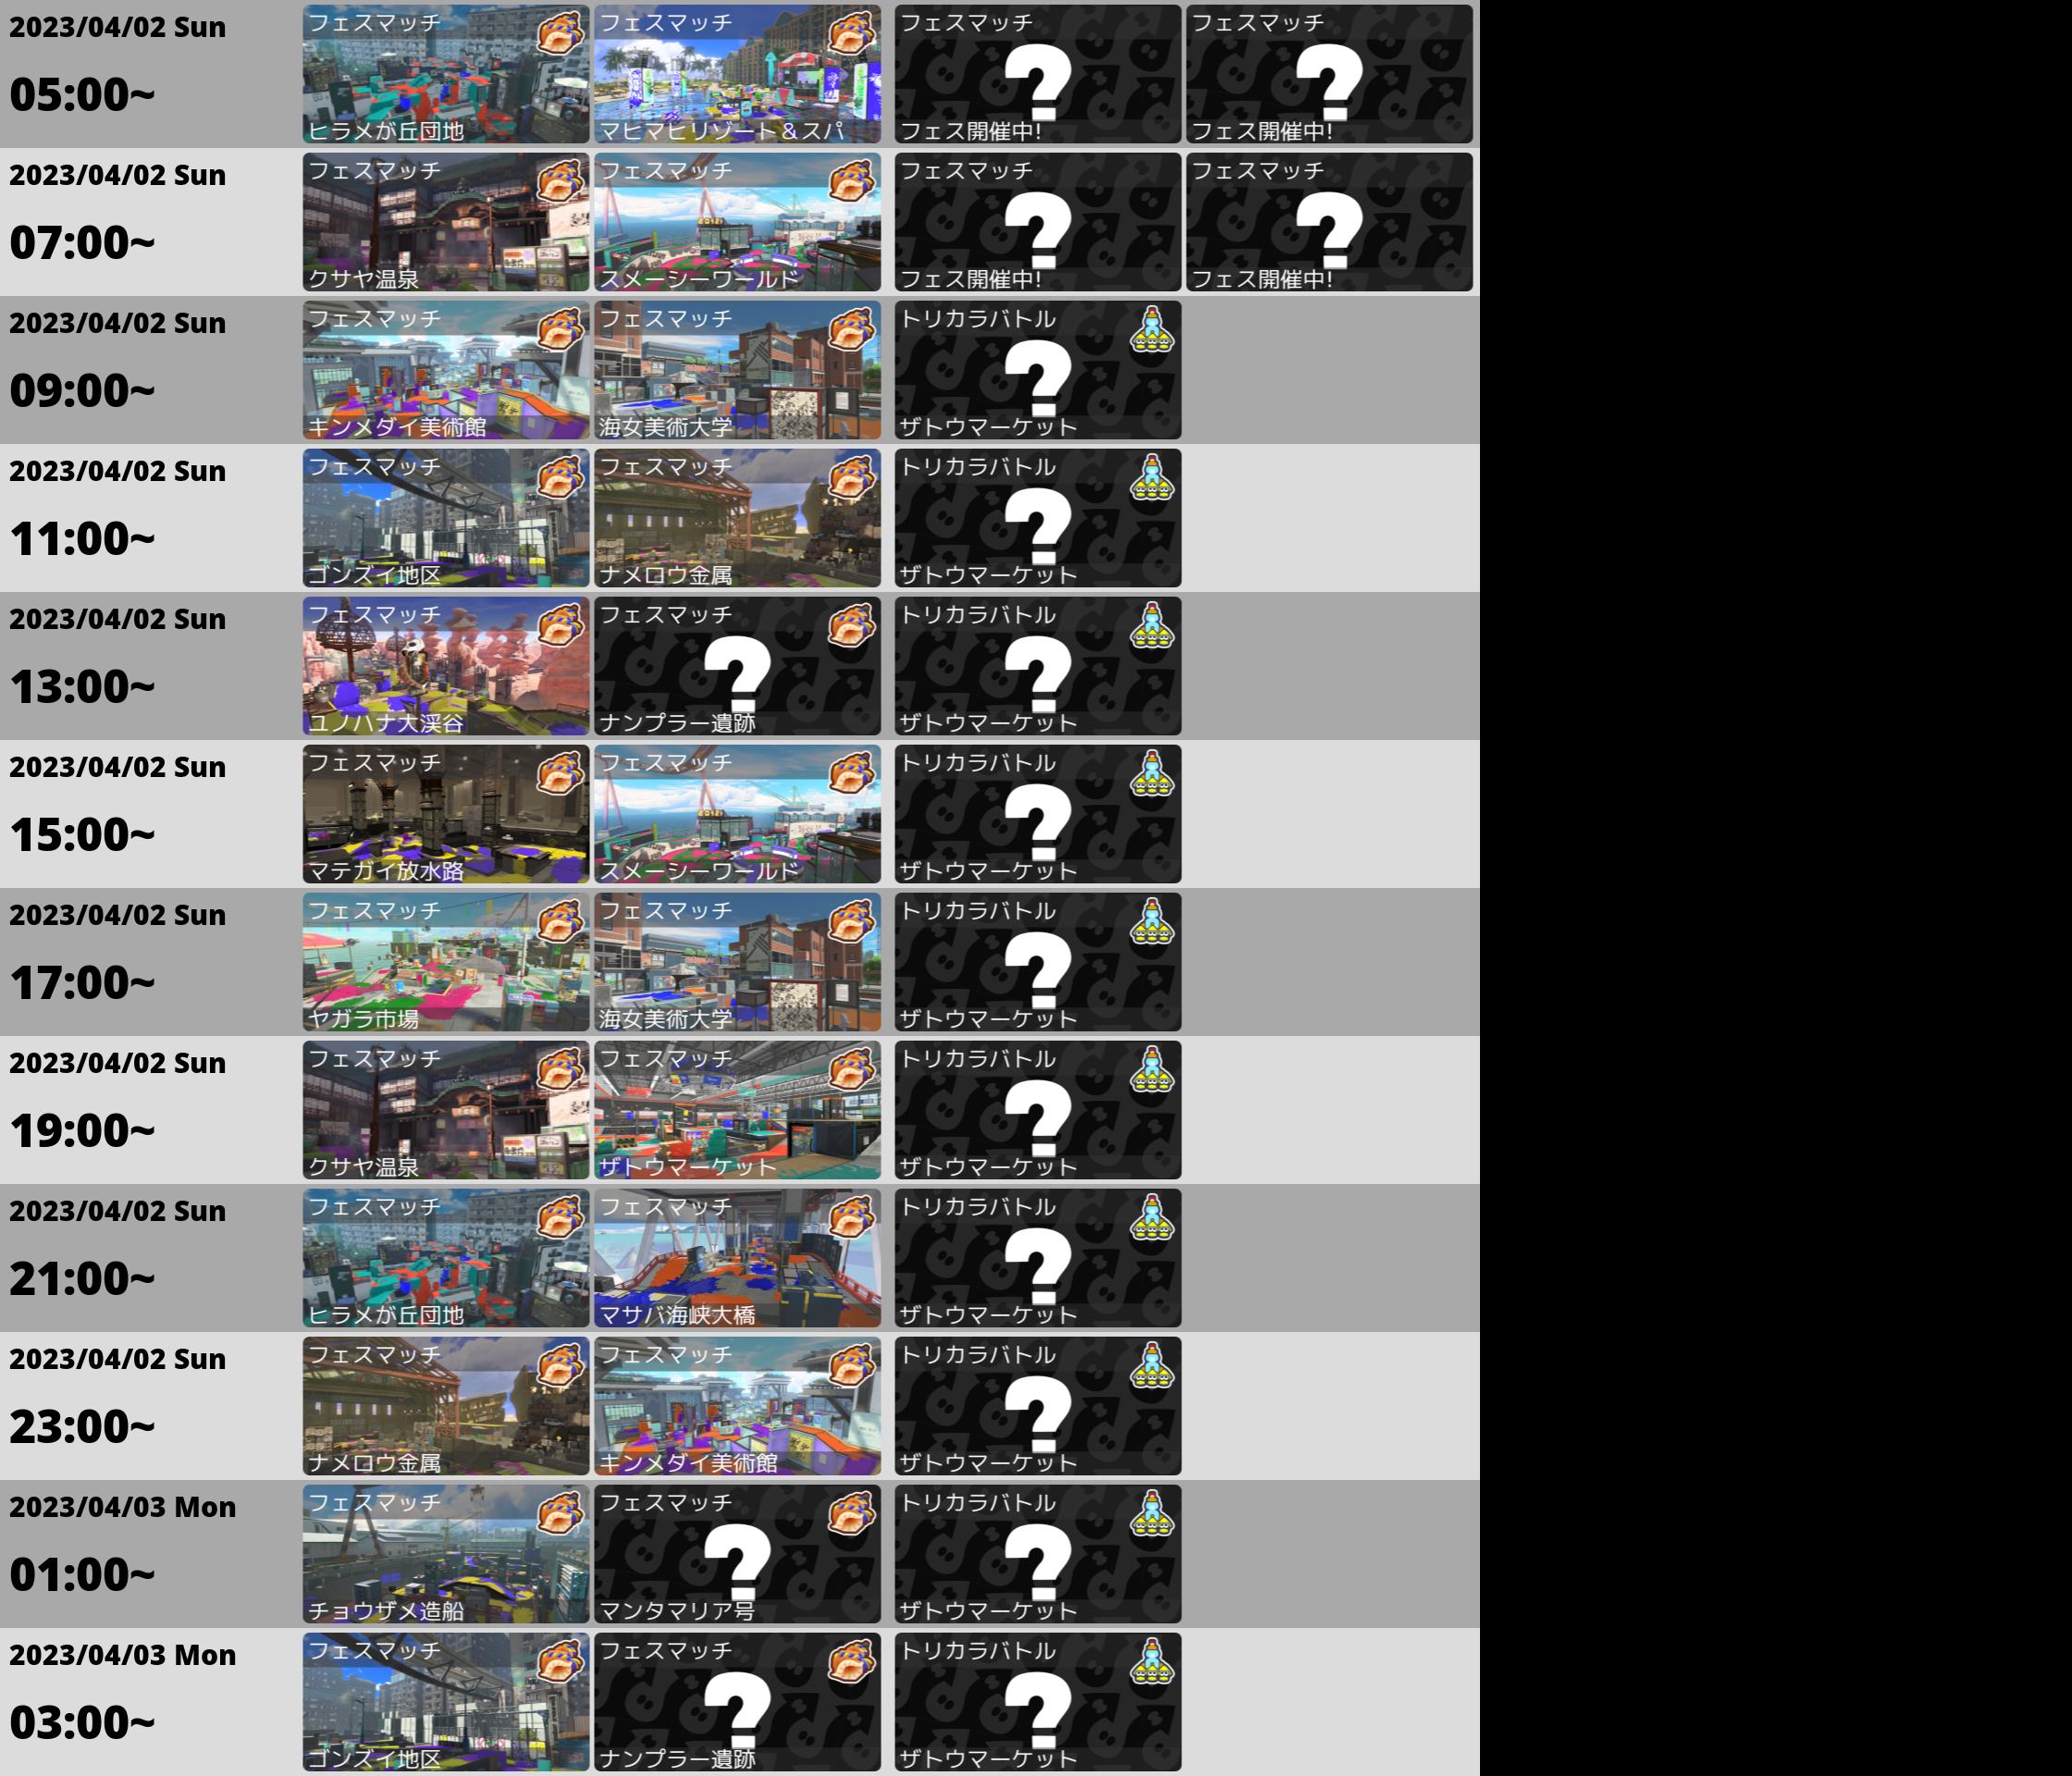 2023/04/02 Sun
05:00~
フェスマッチ
ヒラメが丘団地
フェスマッチ
マヒマヒリゾート＆スパ
フェスマッチ
フェス開催中!
フェスマッチ
フェス開催中!
2023/04/02 Sun
07:00~
フェスマッチ
クサヤ温泉
フェスマッチ
スメーシーワールド
フェスマッチ
フェス開催中!
フェスマッチ
フェス開催中!
2023/04/02 Sun
09:00~
フェスマッチ
キンメダイ美術館
フェスマッチ
海女美術大学
トリカラバトル
ザトウマーケット
2023/04/02 Sun
11:00~
フェスマッチ
ゴンズイ地区
フェスマッチ
ナメロウ金属
トリカラバトル
ザトウマーケット
2023/04/02 Sun
13:00~
フェスマッチ
ユノハナ大渓谷
フェスマッチ
ナンプラー遺跡
トリカラバトル
ザトウマーケット
2023/04/02 Sun
15:00~
フェスマッチ
マテガイ放水路
フェスマッチ
スメーシーワールド
トリカラバトル
ザトウマーケット
2023/04/02 Sun
17:00~
フェスマッチ
ヤガラ市場
フェスマッチ
海女美術大学
トリカラバトル
ザトウマーケット
2023/04/02 Sun
19:00~
フェスマッチ
クサヤ温泉
フェスマッチ
ザトウマーケット
トリカラバトル
ザトウマーケット
2023/04/02 Sun
21:00~
フェスマッチ
ヒラメが丘団地
フェスマッチ
マサバ海峡大橋
トリカラバトル
ザトウマーケット
2023/04/02 Sun
23:00~
フェスマッチ
ナメロウ金属
フェスマッチ
キンメダイ美術館
トリカラバトル
ザトウマーケット
2023/04/03 Mon
01:00~
フェスマッチ
チョウザメ造船
フェスマッチ
マンタマリア号
トリカラバトル
ザトウマーケット
2023/04/03 Mon
03:00~
フェスマッチ
ゴンズイ地区
フェスマッチ
ナンプラー遺跡
トリカラバトル
ザトウマーケット